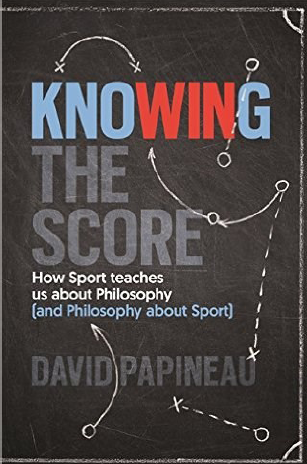 KNOWING
THE
SCORE
How Sport teaches
us about Philosophy
(and Philosophy about Sport)
DAVID PAPINEAU